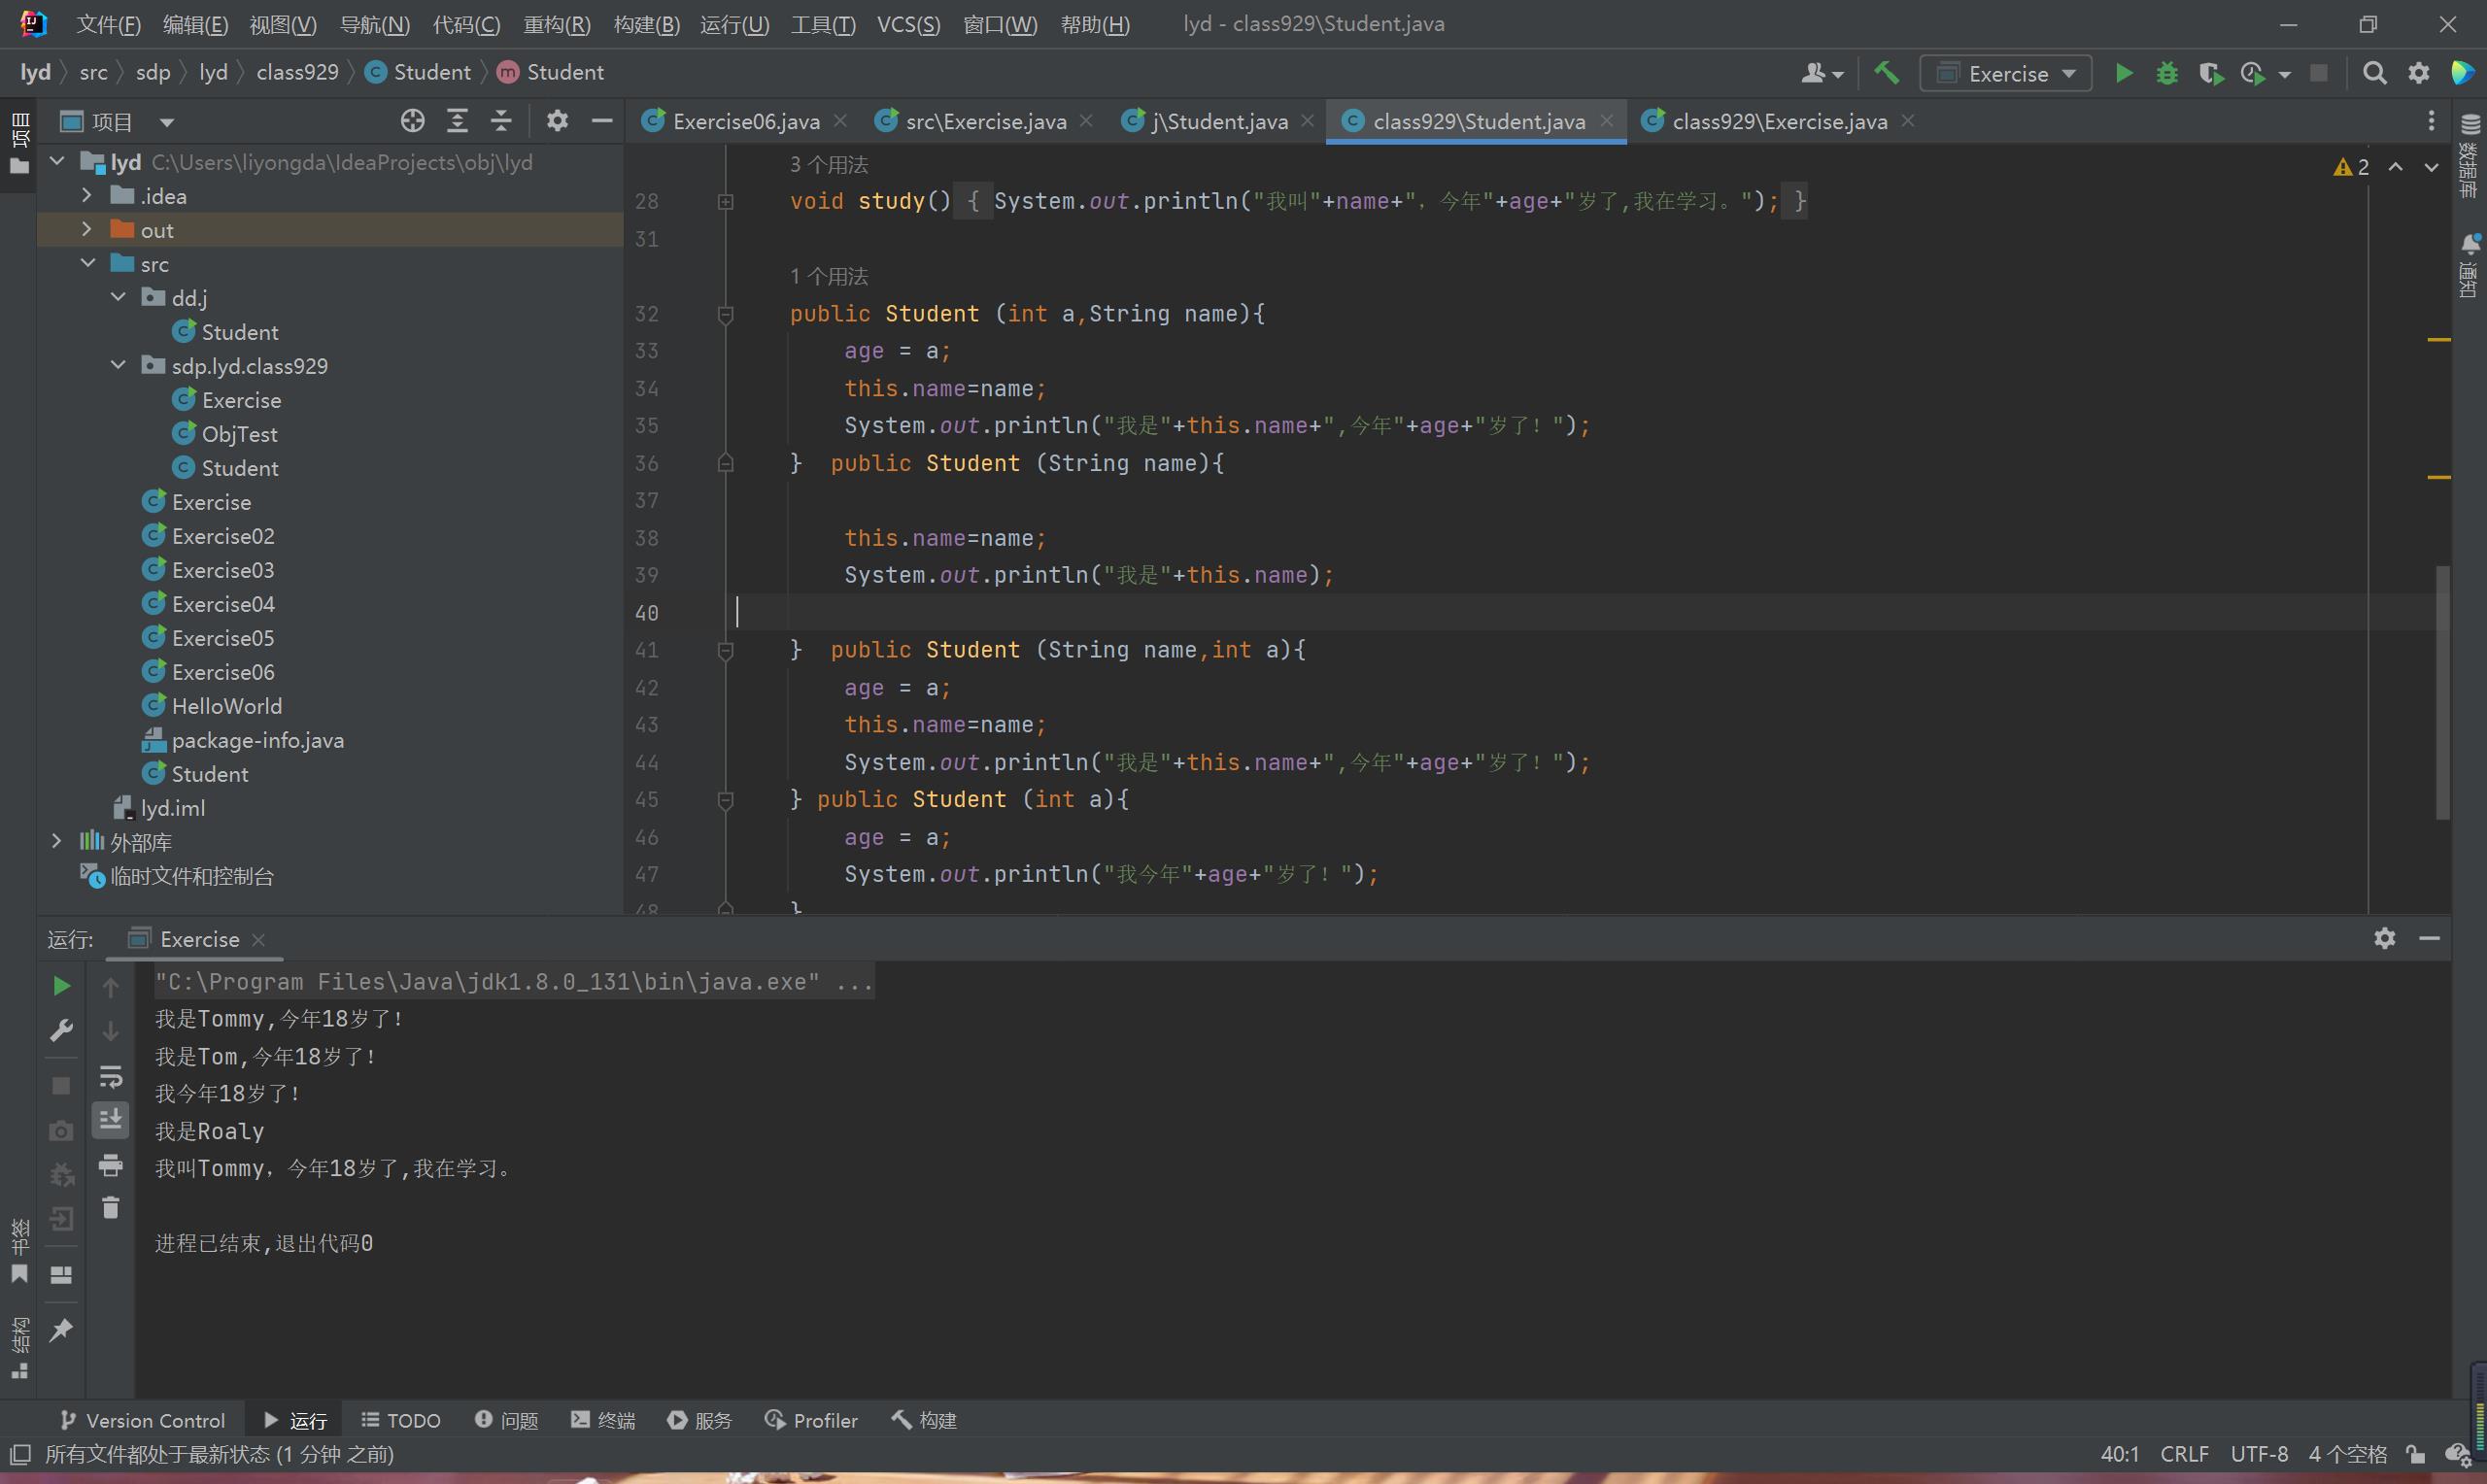 文件(F) 编辑(E) 视图(V) 导航(N) 代码(C) 重构(R) 构建(B) 运行(U) 工具(T) VCS(S) 窗口(W) 帮助(H) lyd - class929\Student.java
lyd src sdp lyd class929 Student Student
Exercise
项目
Exercise06.java src\Exercise.java j\Student.java class929\Student.java class929\Exercise.java
项目
lyd C:\Users\liyongda\IdeaProjects\obj\lyd
.idea
out
src
dd.j
Student
sdp.lyd.class929
Exercise
ObjTest
Student
Exercise
Exercise02
Exercise03
Exercise04
Exercise05
Exercise06
HelloWorld
package-info.java
Student
lyd.iml
外部库
临时文件和控制台
3 个用法
28 void study() { System.out.println("我叫"+name+", 今年"+age+"岁了,我在学习。"); }
31
1 个用法
32 public Student (int a,String name){
33 age = a;
34 this.name=name;
35 System.out.println("我是"+this.name+",今年"+age+"岁了!");
36 } public Student (String name){
37
38 this.name=name;
39 System.out.println("我是"+this.name);
40
41 } public Student (String name,int a){
42 age = a;
43 this.name=name;
44 System.out.println("我是"+this.name+",今年"+age+"岁了!");
45 } public Student (int a){
46 age = a;
47 System.out.println("我今年"+age+"岁了!");
48 }
2
数据库
通知
运行: Exercise
"C:\Program Files\Java\jdk1.8.0_131\bin\java.exe" ...
我是Tommy,今年18岁了!
我是Tom,今年18岁了!
我今年18岁了!
我是Roaly
我叫Tommy, 今年18岁了,我在学习。
进程已结束,退出代码0
书签
结构
Version Control 运行 TODO 问题 终端 服务 Profiler 构建
所有文件都处于最新状态 (1 分钟 之前) 40:1 CRLF UTF-8 4 个空格